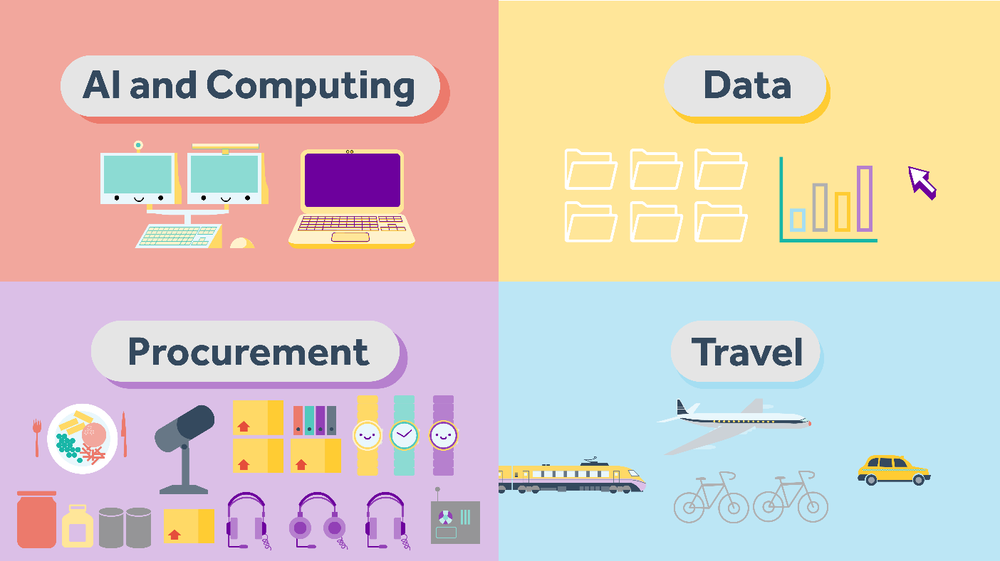 AI and Computing
Data
Procurement
Travel